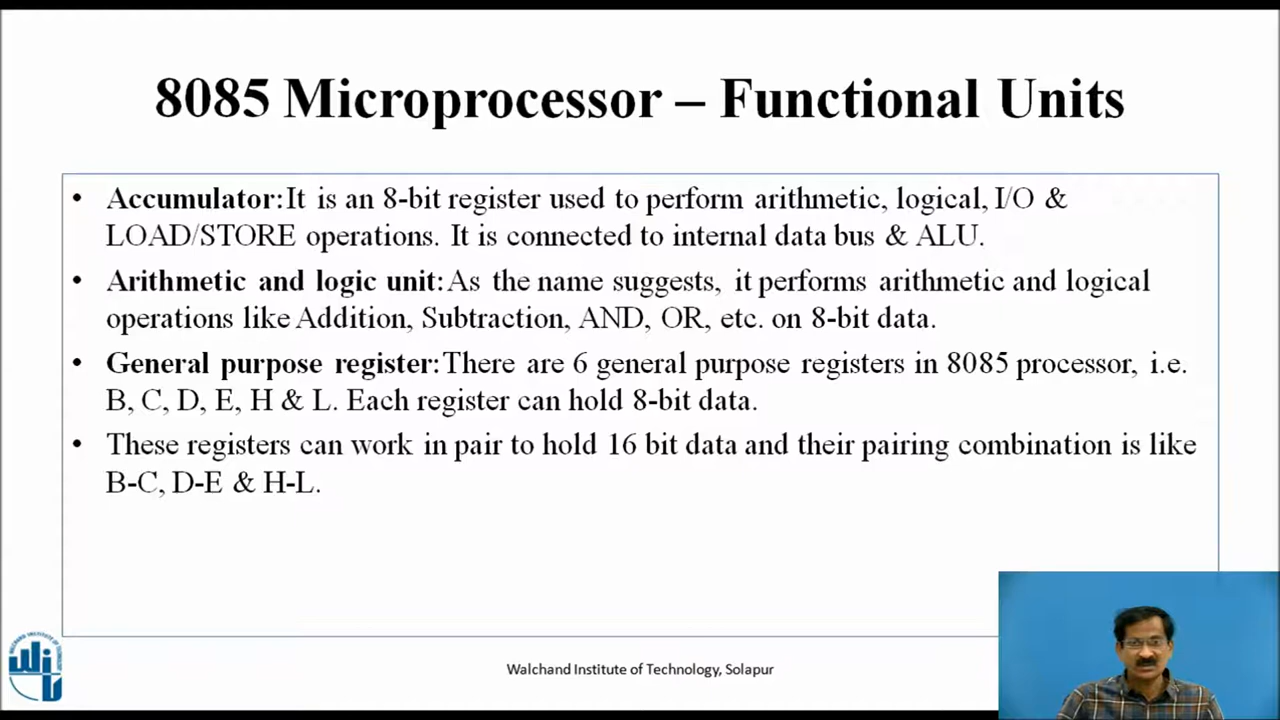 8085 Microprocessor – Functional Units
• Accumulator:It is an 8-bit register used to perform arithmetic, logical, I/O &
LOAD/STORE operations. It is connected to internal data bus & ALU.
• Arithmetic and logic unit:As the name suggests, it performs arithmetic and logical
operations like Addition, Subtraction, AND, OR, etc. on 8-bit data.
• General purpose register:There are 6 general purpose registers in 8085 processor, i.e.
B, C, D, E, H & L. Each register can hold 8-bit data.
• These registers can work in pair to hold 16 bit data and their pairing combination is like
B-C, D-E & H-L.
Walchand Institute of Technology, Solapur